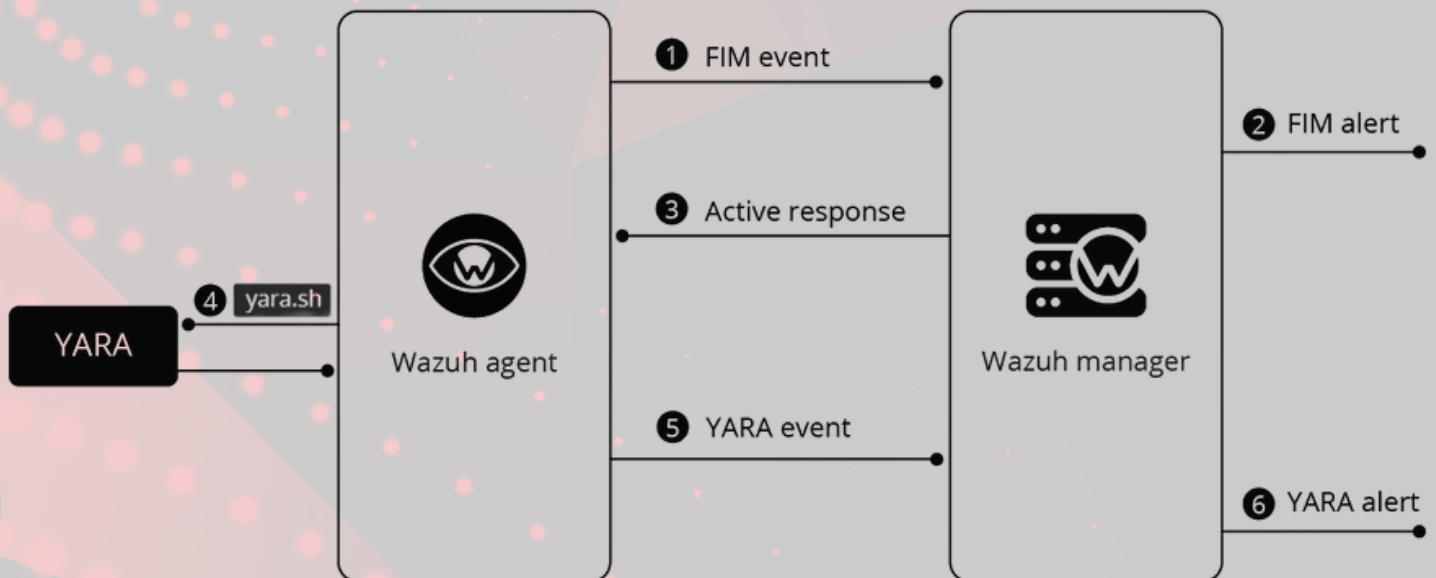 1 FIM event
2 FIM alert
3 Active response
4 yara.sh
YARA
Wazuh agent
Wazuh manager
5 YARA event
6 YARA alert